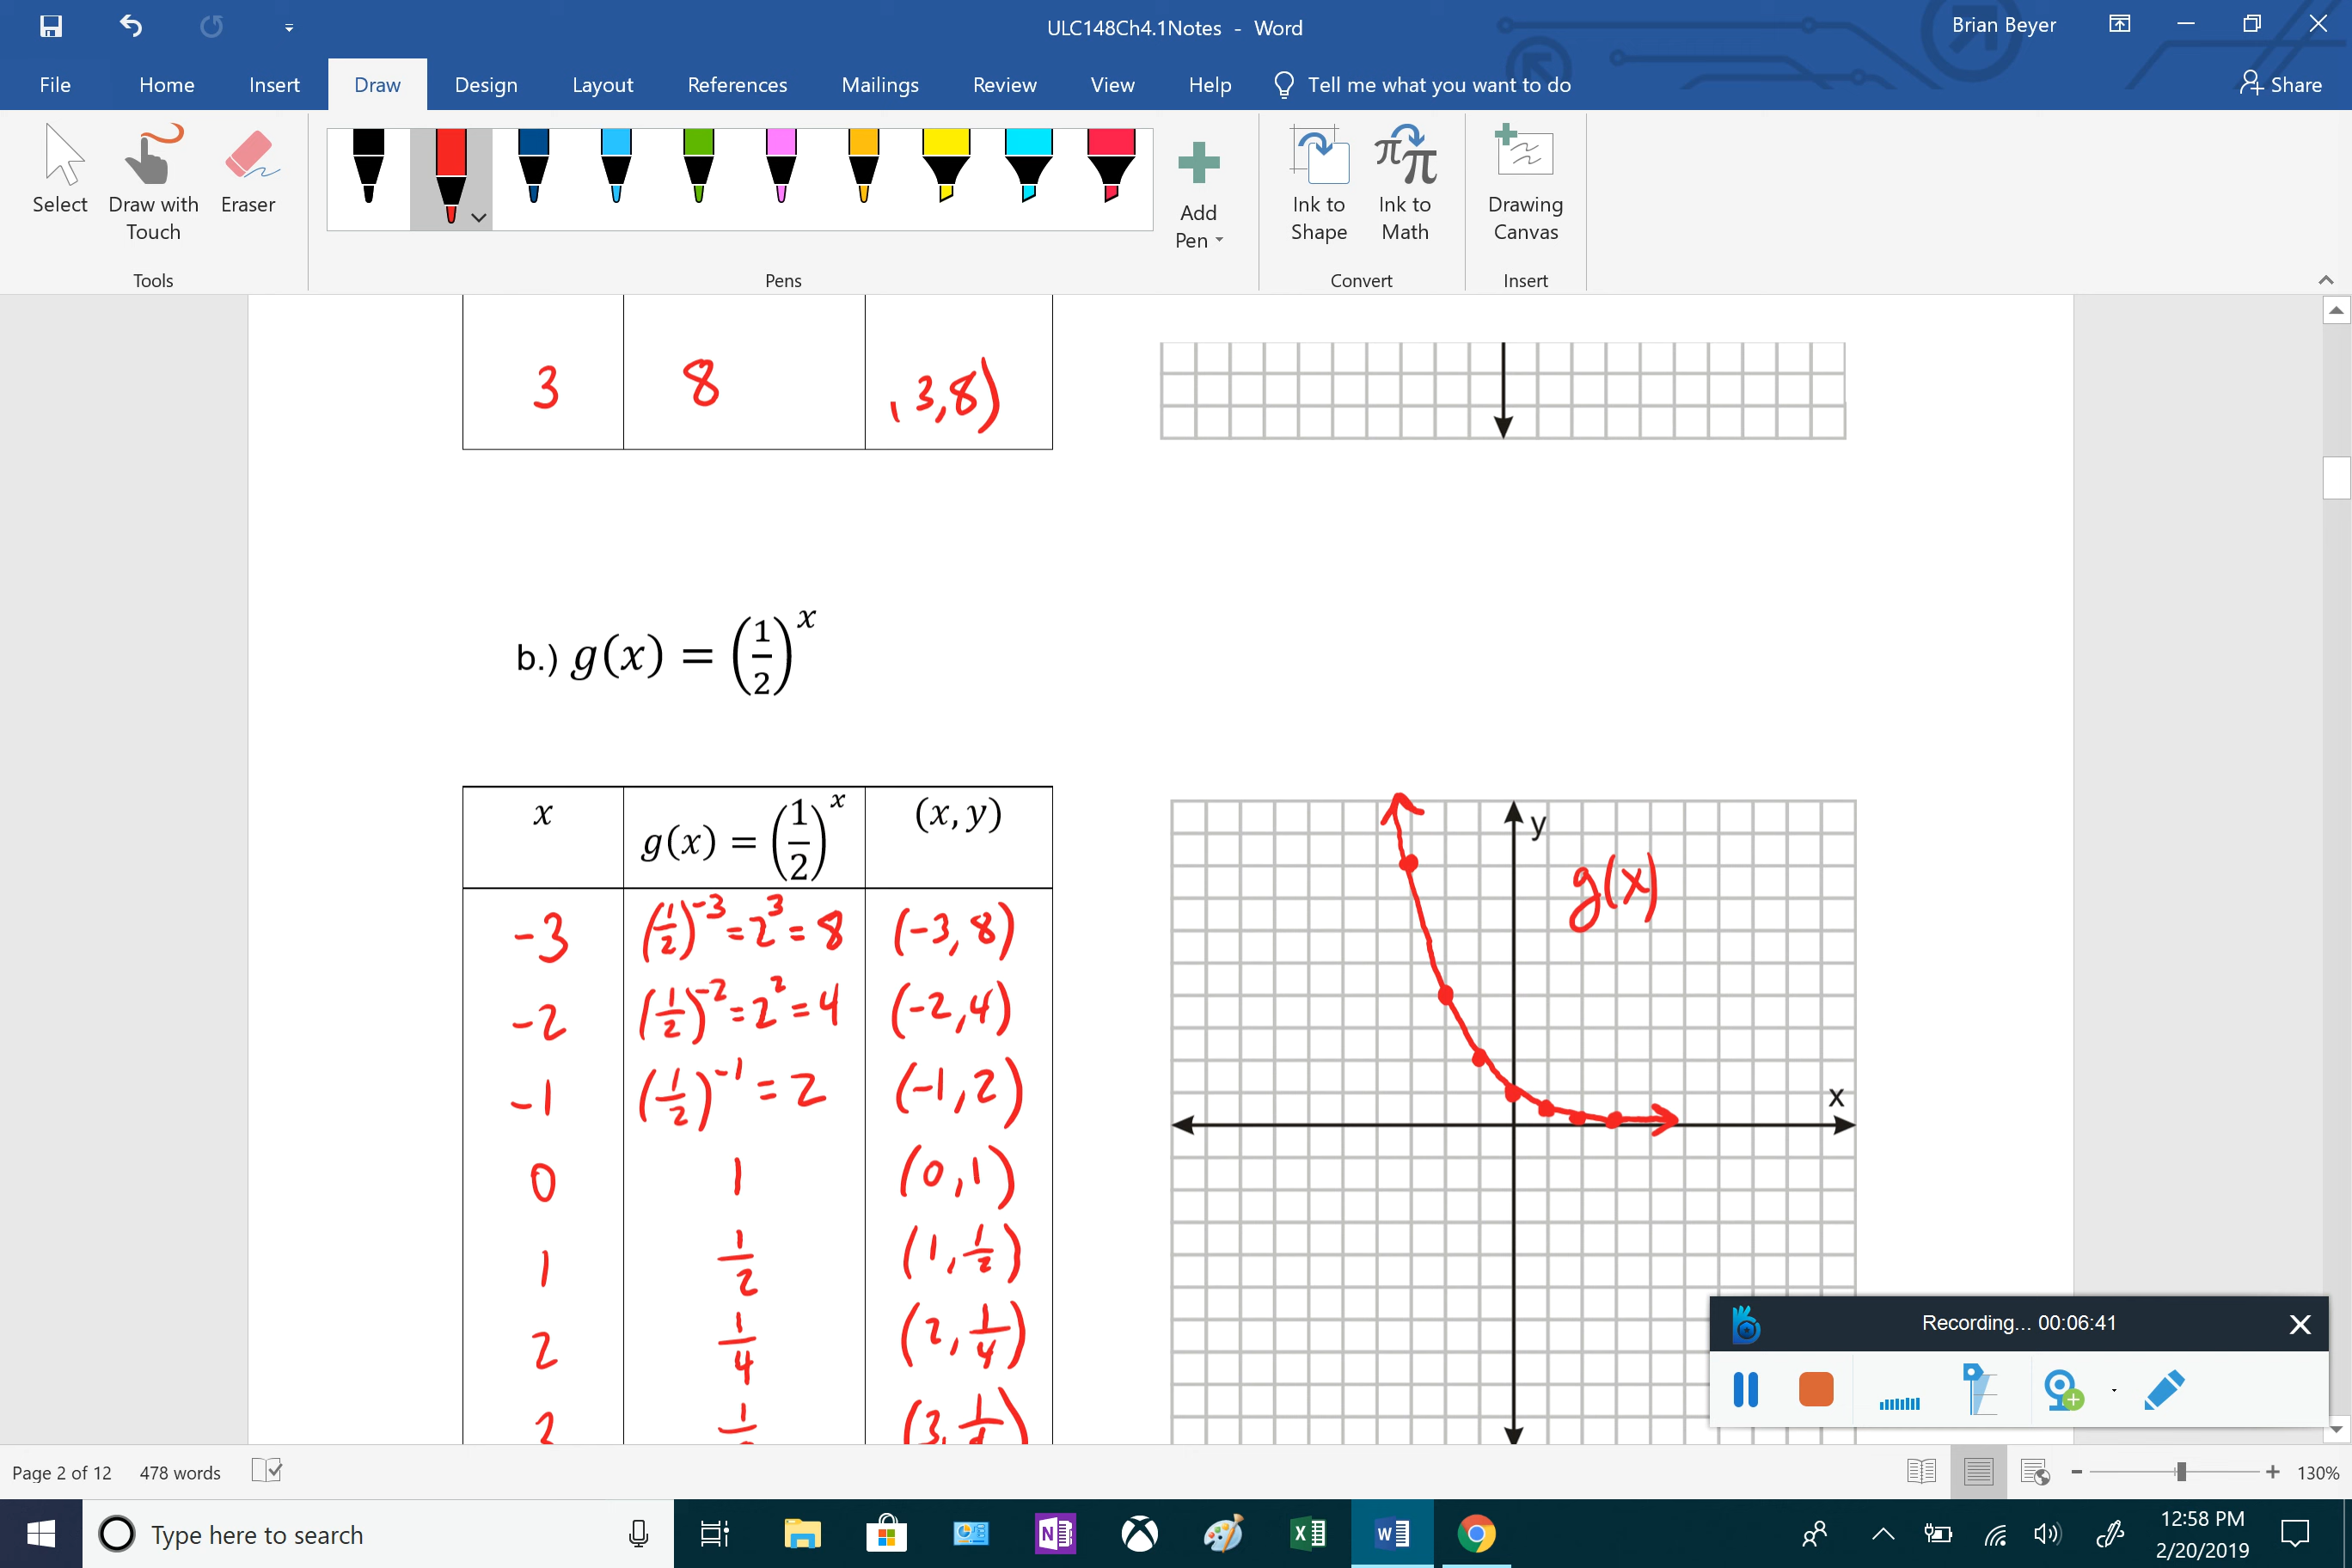 ULC148Ch4.1Notes - Word
Brian Beyer
File Home Insert Draw Design Layout References Mailings Review View Help Tell me what you want to do Share
Select Draw with Touch Eraser
Tools
Pens
Add Pen
Ink to Shape Ink to Math
Convert
Drawing Canvas
Insert
3 8 , 3,8)
b.) g(x) = (1/2)^x
x g(x) = (1/2)^x (x, y)
-3 (1/2)^-3 = 2^3 = 8 (-3, 8)
-2 (1/2)^-2 = 2^2 = 4 (-2,4)
-1 (1/2)^-1 = 2 (-1,2)
0 1 (0,1)
1 1/2 (1,1/2)
2 1/4 (2,1/4)
y
g(x)
x
Recording... 00:06:41
Page 2 of 12 478 words
130%
Type here to search
12:58 PM
2/20/2019